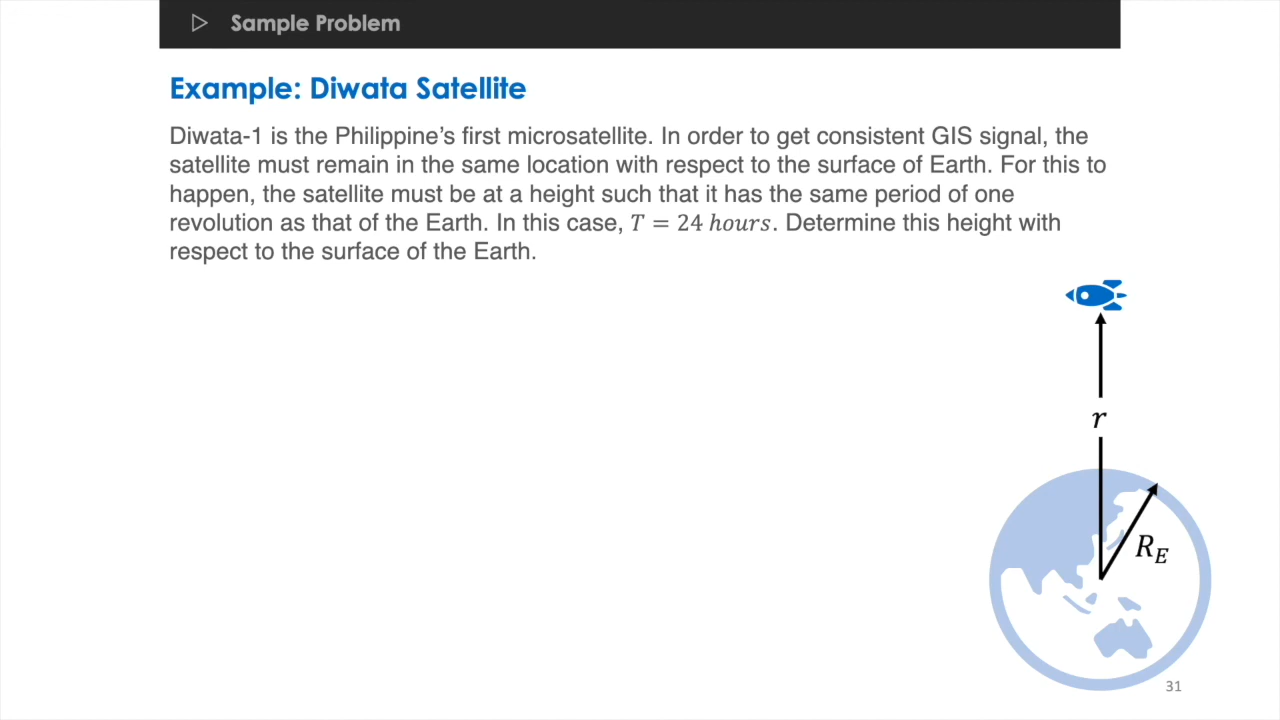 Sample Problem
Example: Diwata Satellite
Diwata-1 is the Philippine's first microsatellite. In order to get consistent GIS signal, the
satellite must remain in the same location with respect to the surface of Earth. For this to
happen, the satellite must be at a height such that it has the same period of one
revolution as that of the Earth. In this case, T = 24 hours. Determine this height with
respect to the surface of the Earth.
r
R_E
31